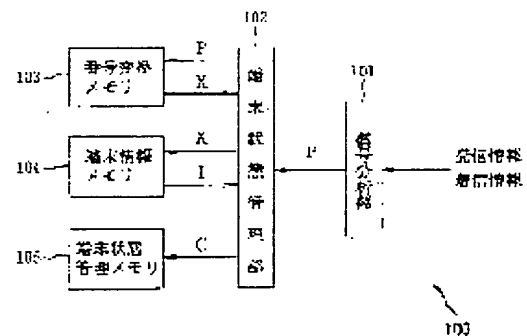 102
103
番号変換
メモリ
P
X
101
104
端末情報
メモリ
X
I
端末状態管理部
P
信号分析部
発信情報
着信情報
105
端末状態
管理メモリ
C
100